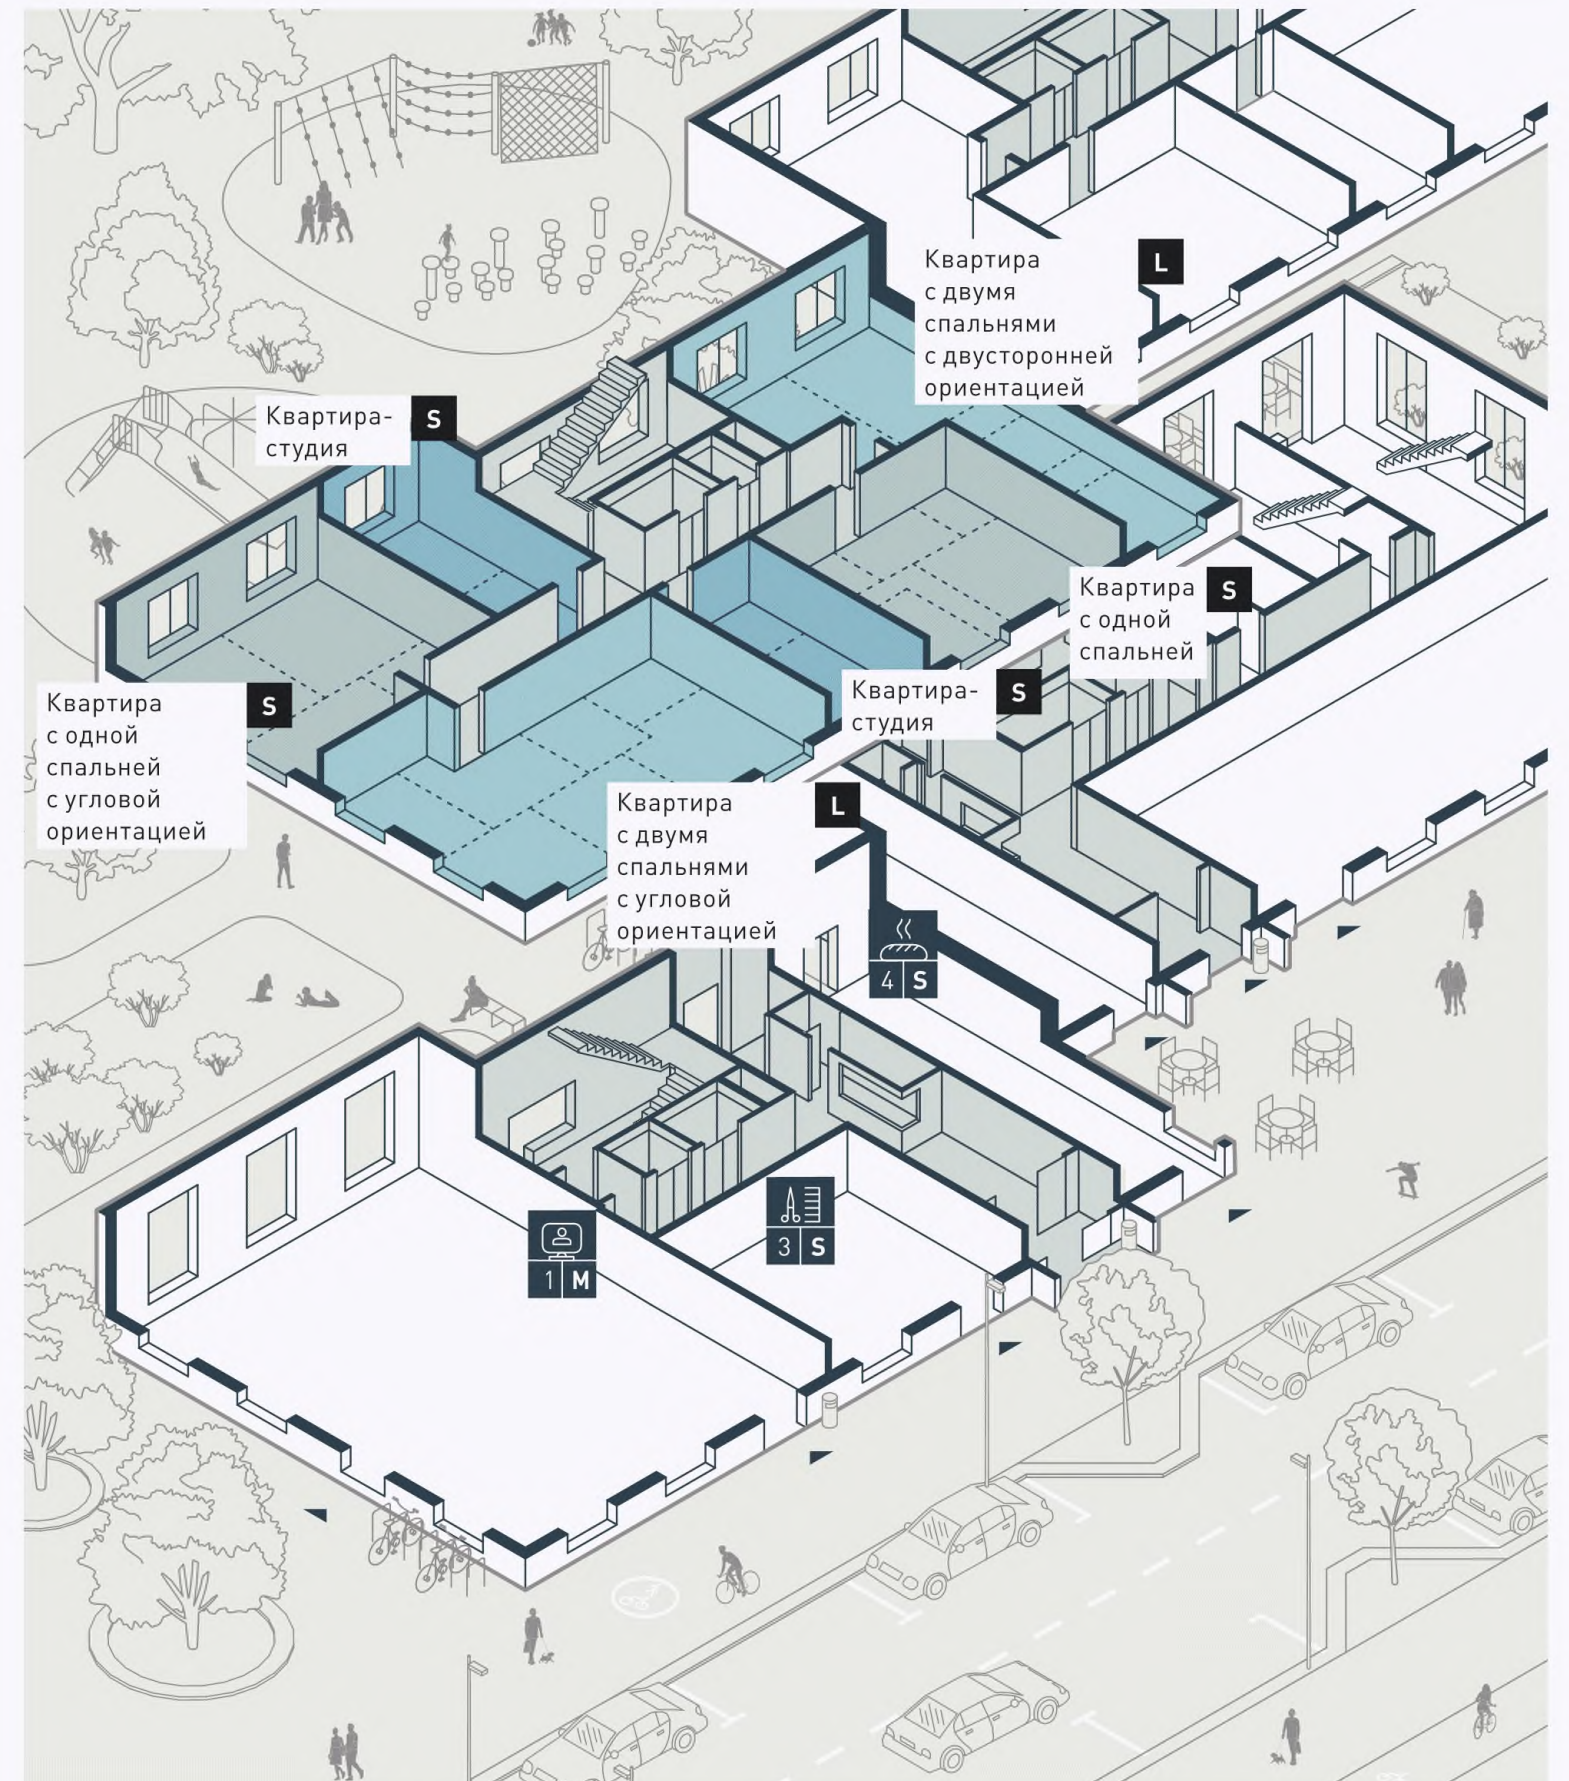 Квартира
с двумя
спальнями
с двусторонней
ориентацией
L
Квартира-
студия
S
Квартира
с одной
спальней
S
Квартира-
студия
S
Квартира
с одной
спальней
с угловой
ориентацией
S
Квартира
с двумя
спальнями
с угловой
ориентацией
L
4 S
3 S
1 M